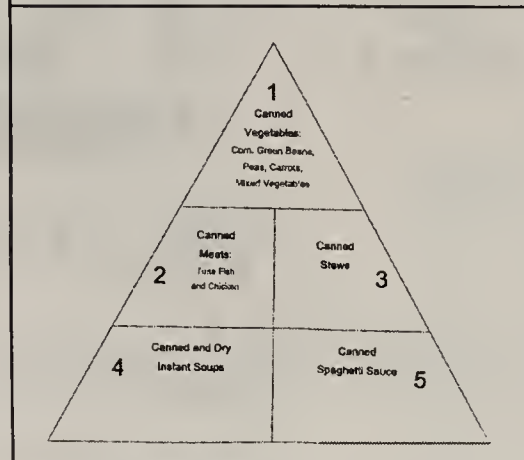 1
Canned
Vegetables:
Corn, Green Beans,
Peas, Carrots,
Mixed Vegetables
Canned
Meats:
Tuna Fish
and Chicken
2
Canned
Stews
3
Canned and Dry
Instant Soups
4
Canned
Spaghetti Sauce
5